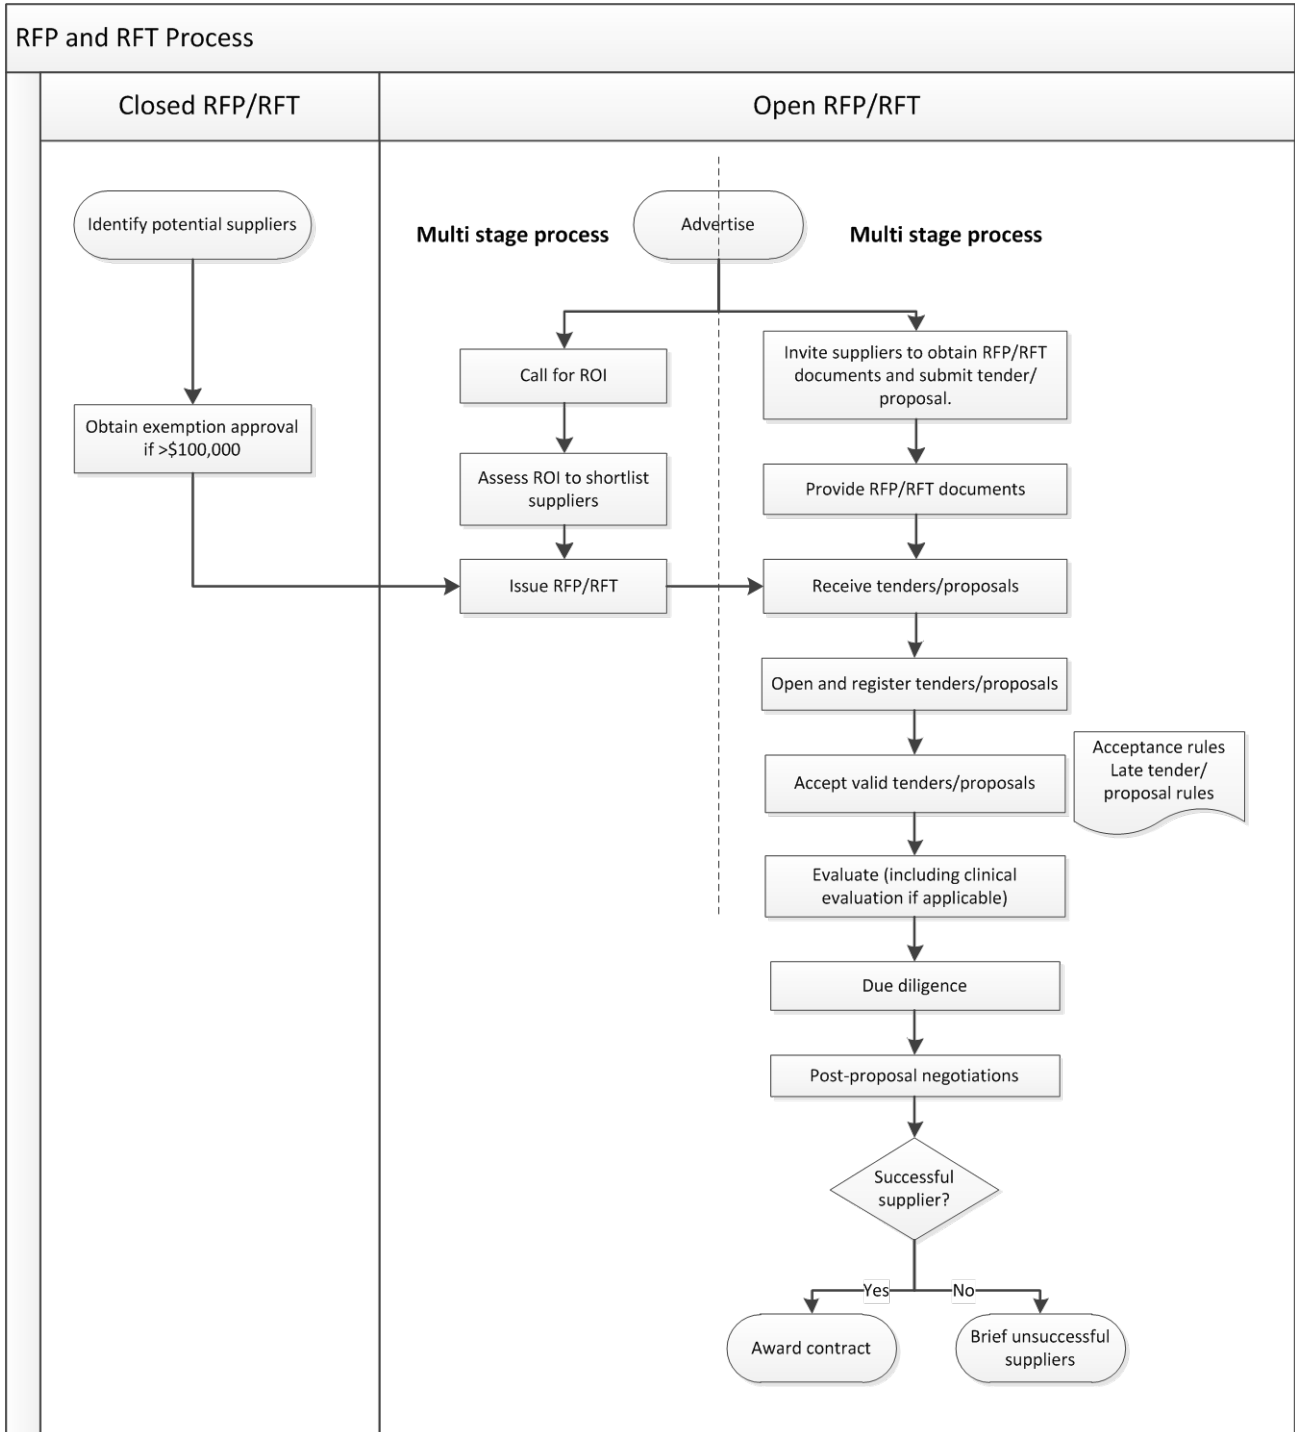 RFP and RFT Process
Closed RFP/RFT
Open RFP/RFT
Identify potential suppliers
Obtain exemption approval
if >$100,000
Multi stage process
Advertise
Multi stage process
Call for ROI
Assess ROI to shortlist
suppliers
Issue RFP/RFT
Invite suppliers to obtain RFP/RFT
documents and submit tender/
proposal.
Provide RFP/RFT documents
Receive tenders/proposals
Open and register tenders/proposals
Accept valid tenders/proposals
Acceptance rules
Late tender/
proposal rules
Evaluate (including clinical
evaluation if applicable)
Due diligence
Post-proposal negotiations
Successful
supplier?
Yes
No
Award contract
Brief unsuccessful
suppliers